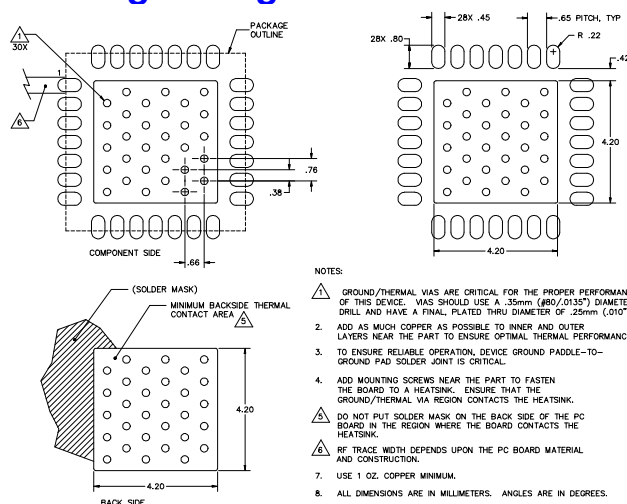 1
30X
PACKAGE
OUTLINE
1
6
.76
.38
.66
COMPONENT SIDE
28X .45
.65 PITCH, TYP
28X .80
R .22
.42
4.20
4.20
(SOLDER MASK)
MINIMUM BACKSIDE THERMAL
CONTACT AREA 5
4.20
4.20
BACK SIDE
NOTES:
1 GROUND/THERMAL VIAS ARE CRITICAL FOR THE PROPER PERFORMAN
OF THIS DEVICE. VIAS SHOULD USE A .35mm (#80/.0135") DIAMETE
DRILL AND HAVE A FINAL, PLATED THRU DIAMETER OF .25mm (.010"
2. ADD AS MUCH COPPER AS POSSIBLE TO INNER AND OUTER
LAYERS NEAR THE PART TO ENSURE OPTIMAL THERMAL PERFORMANC
3. TO ENSURE RELIABLE OPERATION, DEVICE GROUND PADDLE-TO-
GROUND PAD SOLDER JOINT IS CRITICAL.
4. ADD MOUNTING SCREWS NEAR THE PART TO FASTEN
THE BOARD TO A HEATSINK. ENSURE THAT THE
GROUND/THERMAL VIA REGION CONTACTS THE HEATSINK.
5 DO NOT PUT SOLDER MASK ON THE BACK SIDE OF THE PC
BOARD IN THE REGION WHERE THE BOARD CONTACTS THE
HEATSINK.
6 RF TRACE WIDTH DEPENDS UPON THE PC BOARD MATERIAL
AND CONSTRUCTION.
7. USE 1 OZ. COPPER MINIMUM.
8. ALL DIMENSIONS ARE IN MILLIMETERS. ANGLES ARE IN DEGREES.